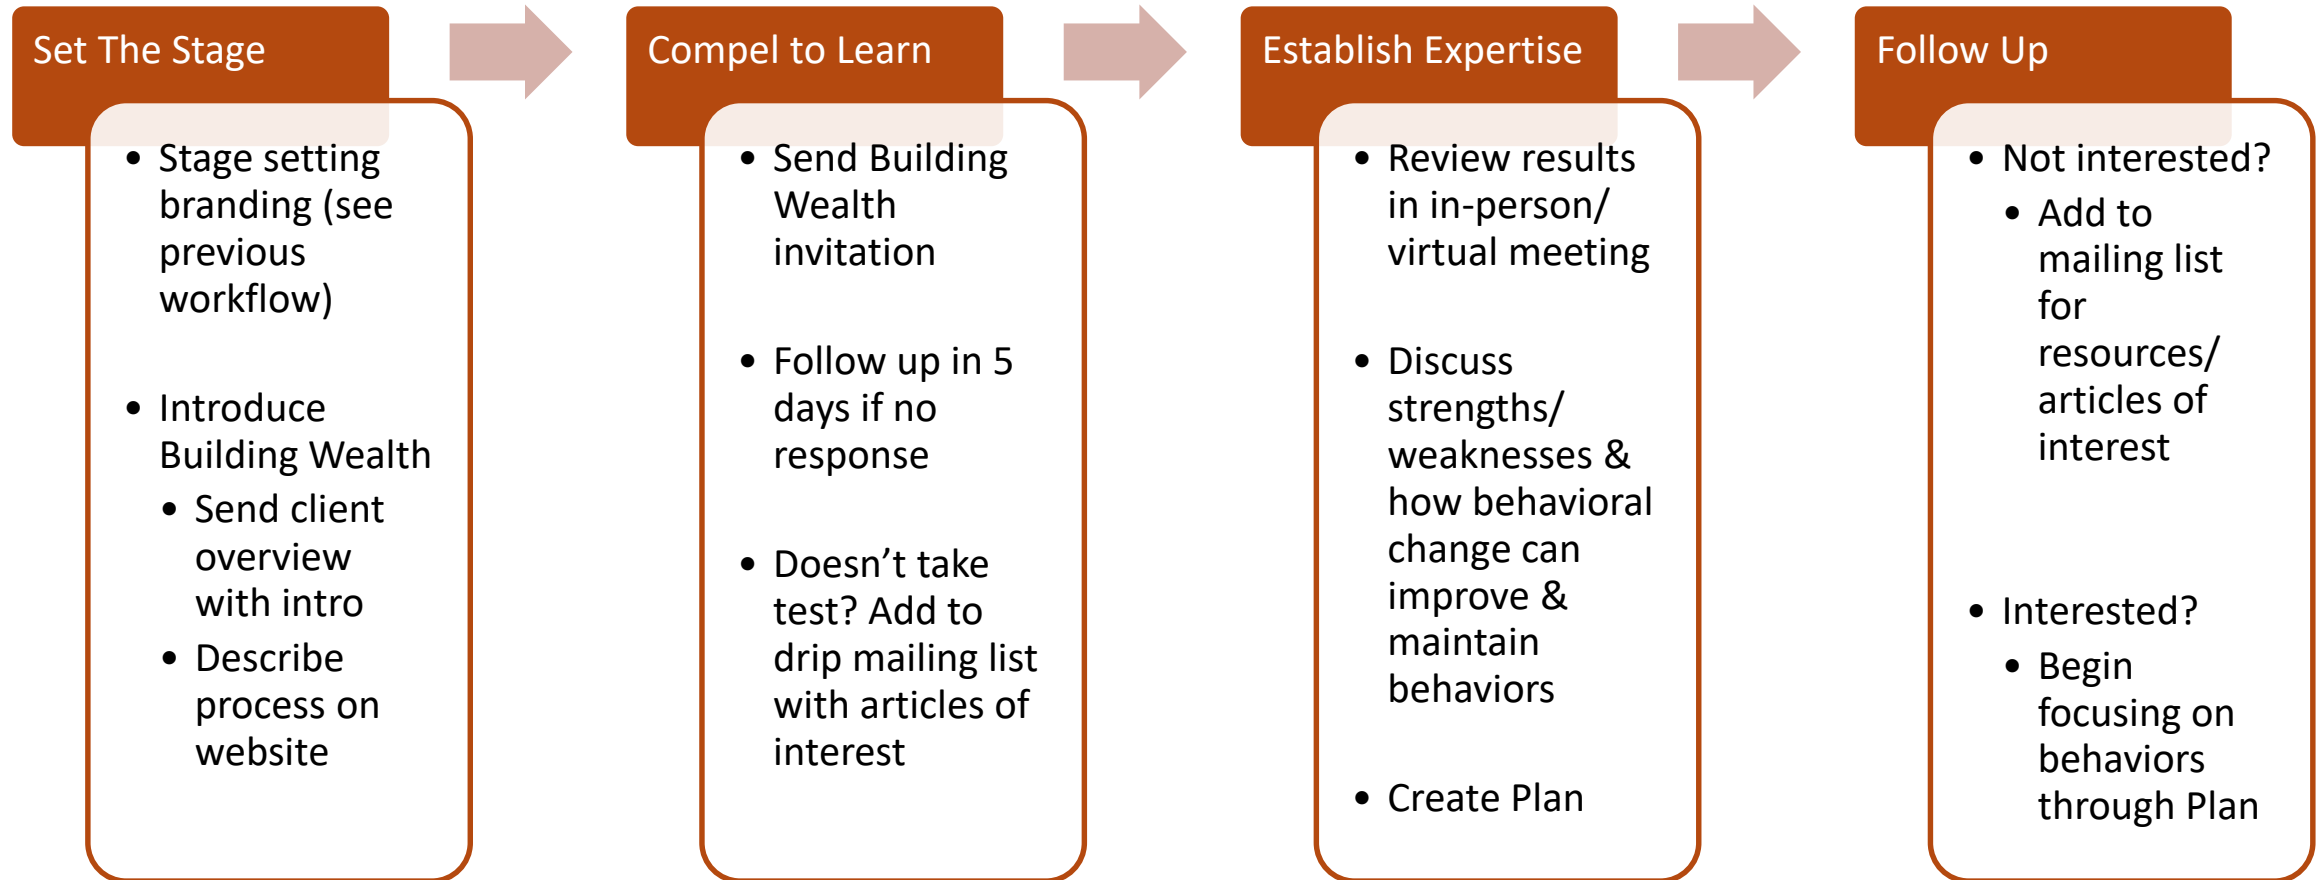 Set The Stage
• Stage setting
branding (see
previous
workflow)
• Introduce
Building Wealth
• Send client
overview
with intro
• Describe
process on
website
Compel to Learn
• Send Building
Wealth
invitation
• Follow up in 5
days if no
response
• Doesn’t take
test? Add to
drip mailing list
with articles of
interest
Establish Expertise
• Review results
in in-person/
virtual meeting
• Discuss
strengths/
weaknesses &
how behavioral
change can
improve &
maintain
behaviors
• Create Plan
Follow Up
• Not interested?
• Add to
mailing list
for
resources/
articles of
interest
• Interested?
• Begin
focusing on
behaviors
through Plan